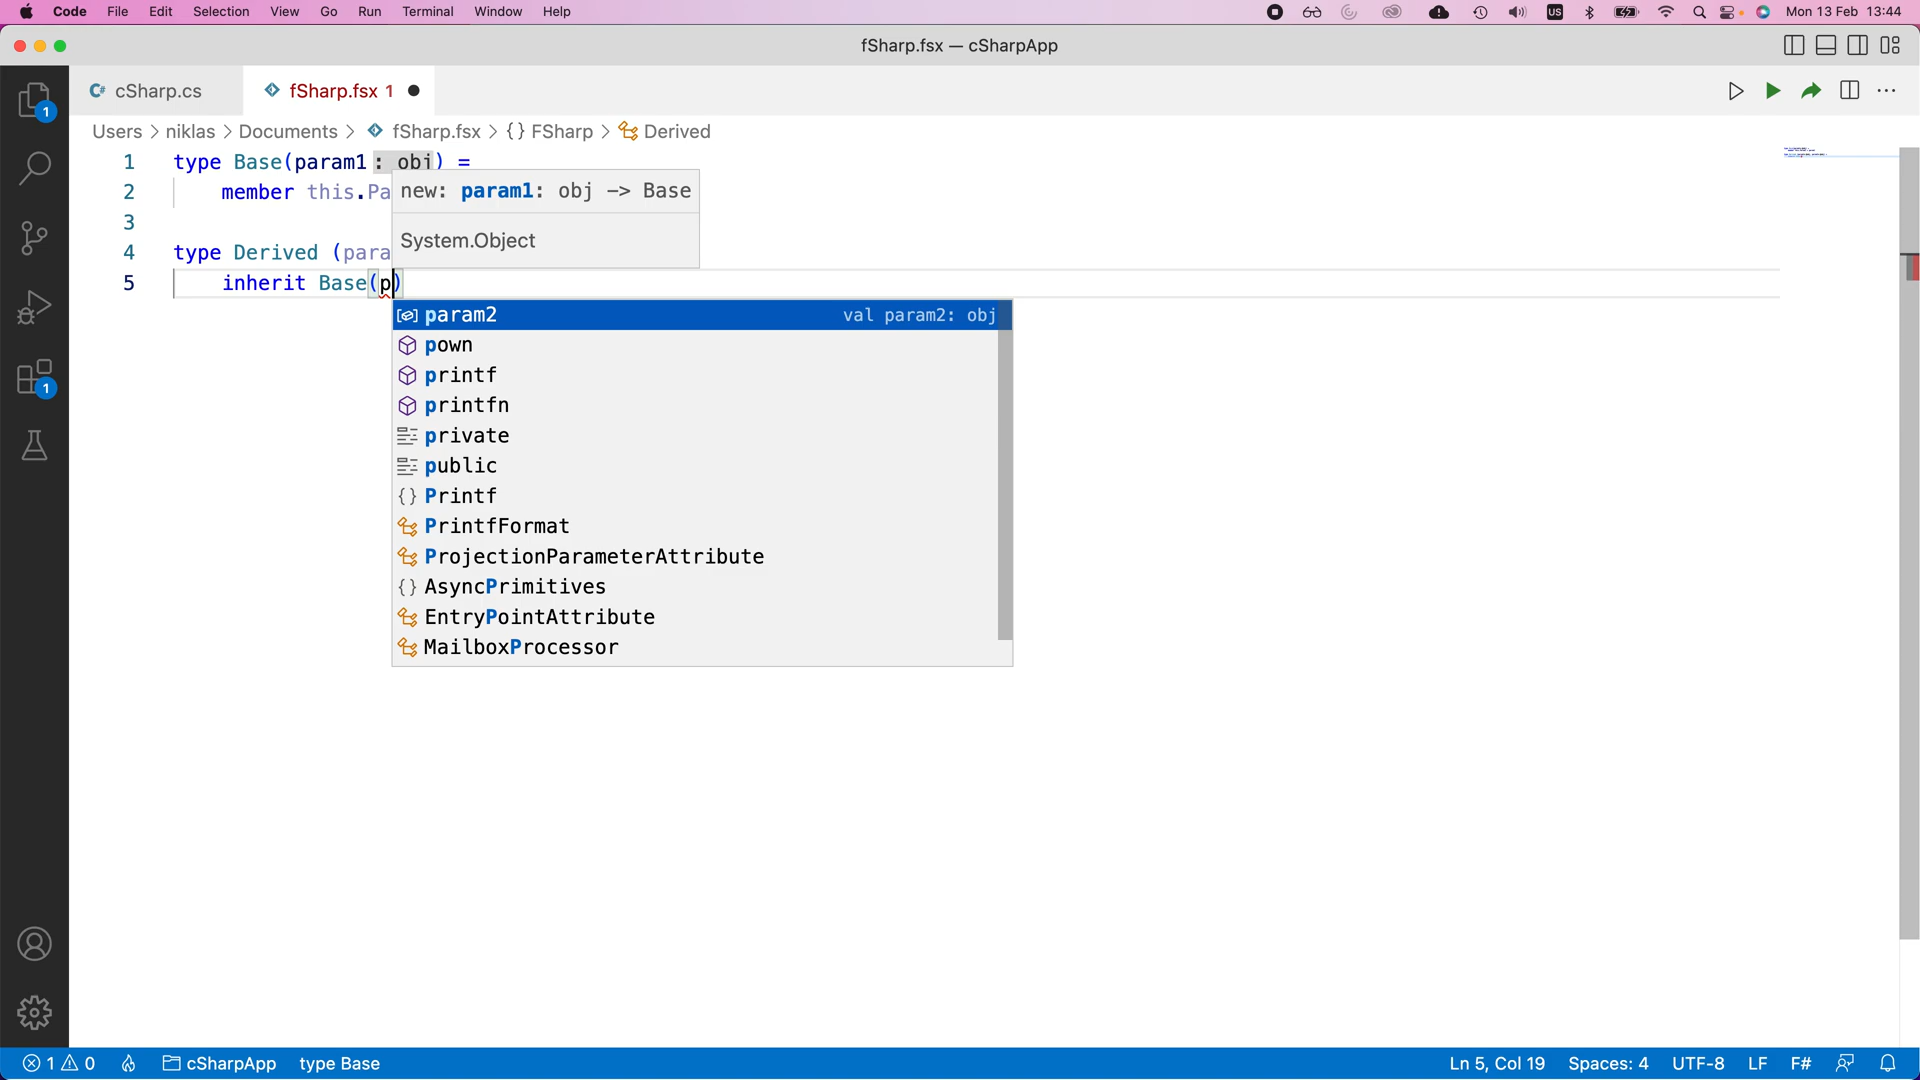 Code File Edit Selection View Go Run Terminal Window Help US Mon 13 Feb 13:44
fSharp.fsx — cSharpApp
C# cSharp.cs fSharp.fsx 1
Users > niklas > Documents > fSharp.fsx > {} FSharp > Derived
1 type Base(param1: obj) =
2 member this.Pa
new: param1: obj -> Base
3
System.Object
4 type Derived (para
5 inherit Base(p)
param2 val param2: obj
pown
printf
printfn
private
public
{} Printf
PrintfFormat
ProjectionParameterAttribute
{} AsyncPrimitives
EntryPointAttribute
MailboxProcessor
1
1
1 0 cSharpApp type Base Ln 5, Col 19 Spaces: 4 UTF-8 LF F#